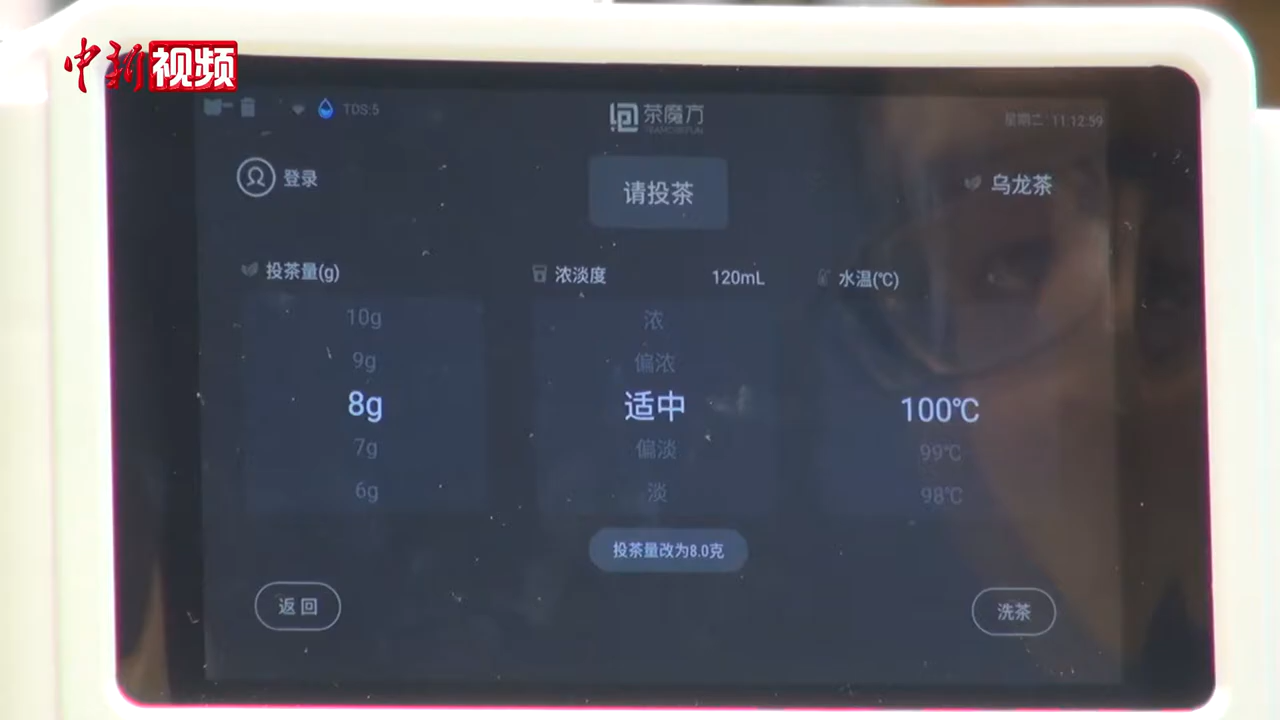 中新视频
TDS:5
茶魔方
星期二 11:12:59
登录
请投茶
乌龙茶
投茶量(g)
浓淡度 120mL
水温(℃)
10g
9g
8g
7g
6g
浓
偏浓
适中
偏淡
淡
100℃
99℃
98℃
投茶量改为8.0克
返回
洗茶